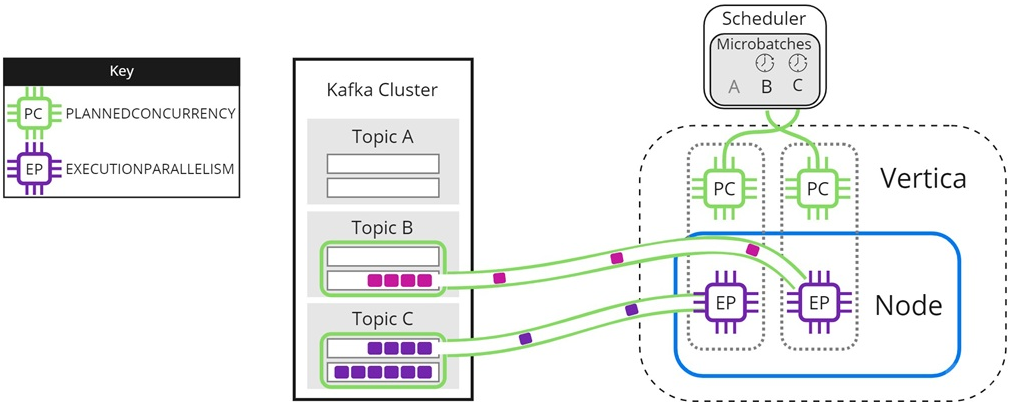 Key
PC PLANNEDCONCURRENCY
EP EXECUTIONPARALLELISM
Kafka Cluster
Topic A
Topic B
Topic C
Scheduler
Microbatches
A B C
PC PC
Vertica
EP EP
Node